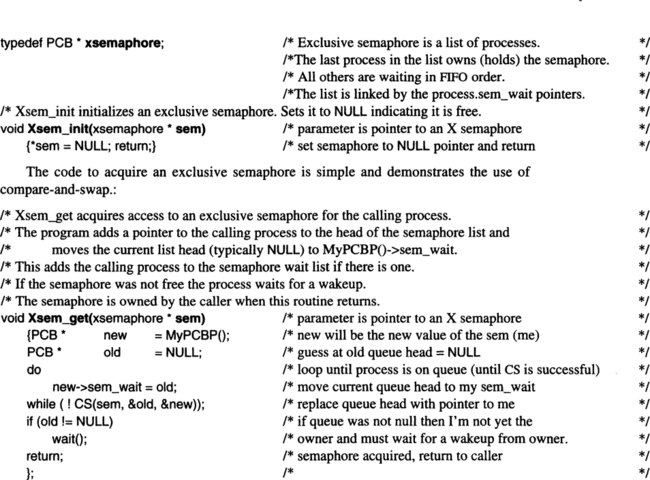 typedef PCB * xsemaphore; /* Exclusive semaphore is a list of processes. */
/*The last process in the list owns (holds) the semaphore. */
/* All others are waiting in FIFO order. */
/*The list is linked by the process.sem_wait pointers. */
/* Xsem_init initializes an exclusive semaphore. Sets it to NULL indicating it is free. */
void Xsem_init(xsemaphore * sem) /* parameter is pointer to an X semaphore */
{*sem = NULL; return;} /* set semaphore to NULL pointer and return */
The code to acquire an exclusive semaphore is simple and demonstrates the use of
compare-and-swap.:
/* Xsem_get acquires access to an exclusive semaphore for the calling process. */
/* The program adds a pointer to the calling process to the head of the semaphore list and */
/* moves the current list head (typically NULL) to MyPCBP()->sem_wait. */
/* This adds the calling process to the semaphore wait list if there is one. */
/* If the semaphore was not free the process waits for a wakeup. */
/* The semaphore is owned by the caller when this routine returns. */
void Xsem_get(xsemaphore * sem) /* parameter is pointer to an X semaphore */
{PCB * new = MyPCBP(); /* new will be the new value of the sem (me) */
PCB * old = NULL; /* guess at old queue head = NULL */
do /* loop until process is on queue (until CS is successful) */
new->sem_wait = old; /* move current queue head to my sem_wait */
while ( ! CS(sem, &old, &new)); /* replace queue head with pointer to me */
if (old != NULL) /* if queue was not null then I'm not yet the */
wait(); /* owner and must wait for a wakeup from owner. */
return; /* semaphore acquired, return to caller */
}; /* */